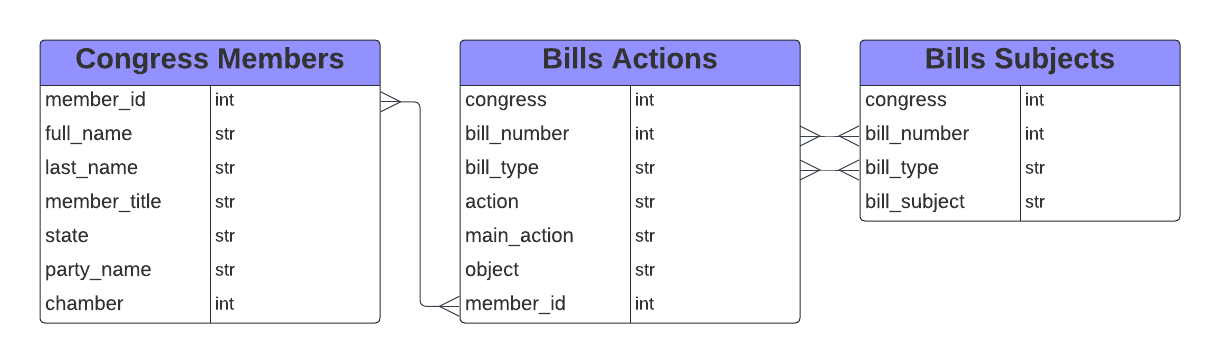 Congress Members
member_id int
full_name str
last_name str
member_title str
state str
party_name str
chamber int
Bills Actions
congress int
bill_number int
bill_type str
action str
main_action str
object str
member_id int
Bills Subjects
congress int
bill_number int
bill_type str
bill_subject str